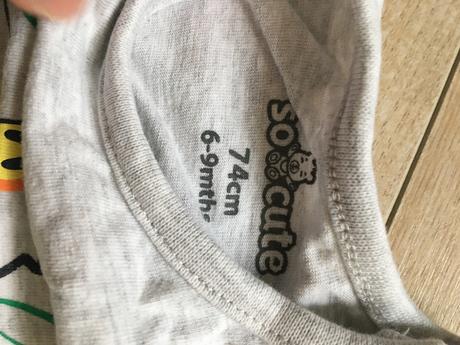 so cute
74cm
6-9mths